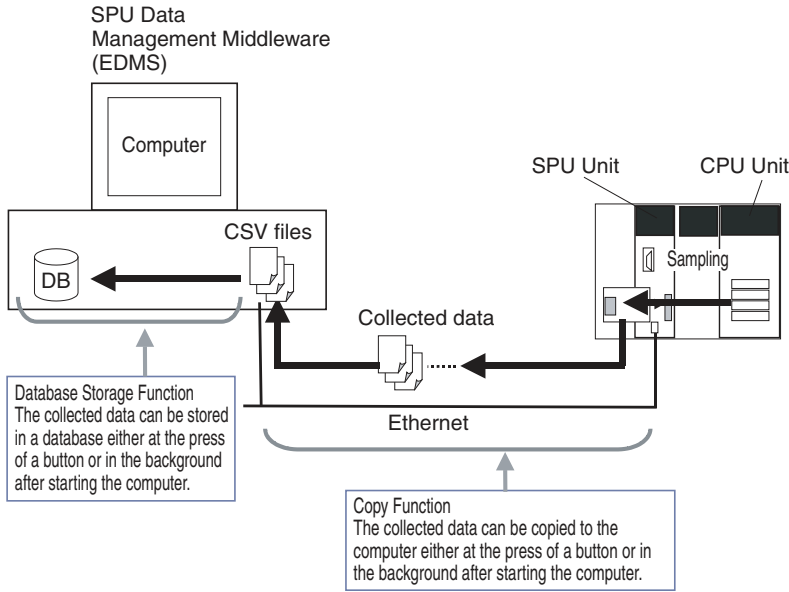 SPU Data
Management Middleware
(EDMS)
Computer
SPU Unit
CPU Unit
CSV files
DB
Sampling
Collected data
Ethernet
Database Storage Function
The collected data can be stored
in a database either at the press
of a button or in the background
after starting the computer.
Copy Function
The collected data can be copied to the
computer either at the press of a button or in
the background after starting the computer.